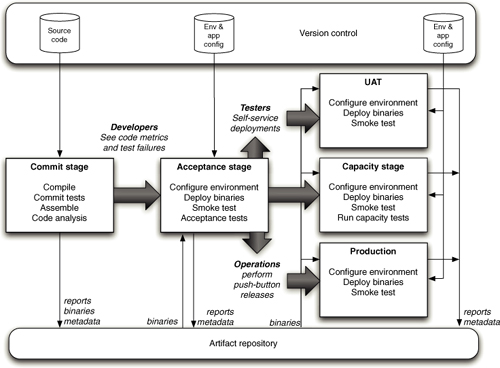 Source
code
Env &
app
config
Version control
Env &
app
config
Developers
See code metrics
and test failures
Testers
Self-service
deployments
UAT
Configure environment
Deploy binaries
Smoke test
Commit stage
Compile
Commit tests
Assemble
Code analysis
Acceptance stage
Configure environment
Deploy binaries
Smoke test
Acceptance tests
Capacity stage
Configure environment
Deploy binaries
Smoke test
Run capacity tests
Operations
perform
push-button
releases
Production
Configure environment
Deploy binaries
Smoke test
reports
binaries
metadata
binaries
reports
metadata
binaries
reports
metadata
Artifact repository